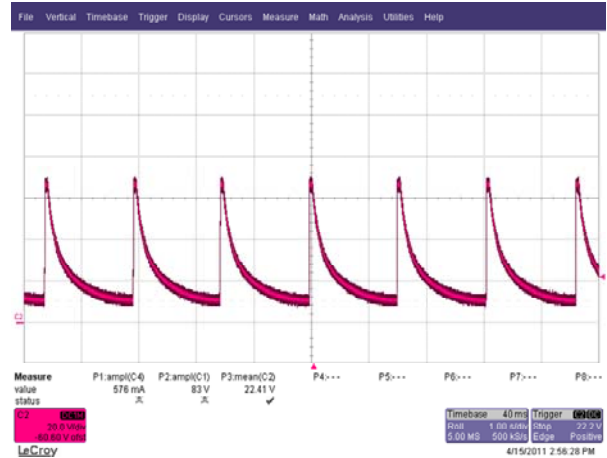 File Vertical Timebase Trigger Display Cursors Measure Math Analysis Utilities Help
C2
Measure P1:ampl(C4) P2:ampl(C1) P3:mean(C2) P4:--- P5:--- P6:--- P7:--- P8:---
value 576 mA 83 V 22.41 V
status
C2 DC1M
20.0 V/div
-60.60 V ofst
Timebase 40 ms Trigger C2 DC
Roll 1.00 s/div Stop 22.2 V
5.00 MS 500 kS/s Edge Positive
LeCroy 4/15/2011 2:56:28 PM